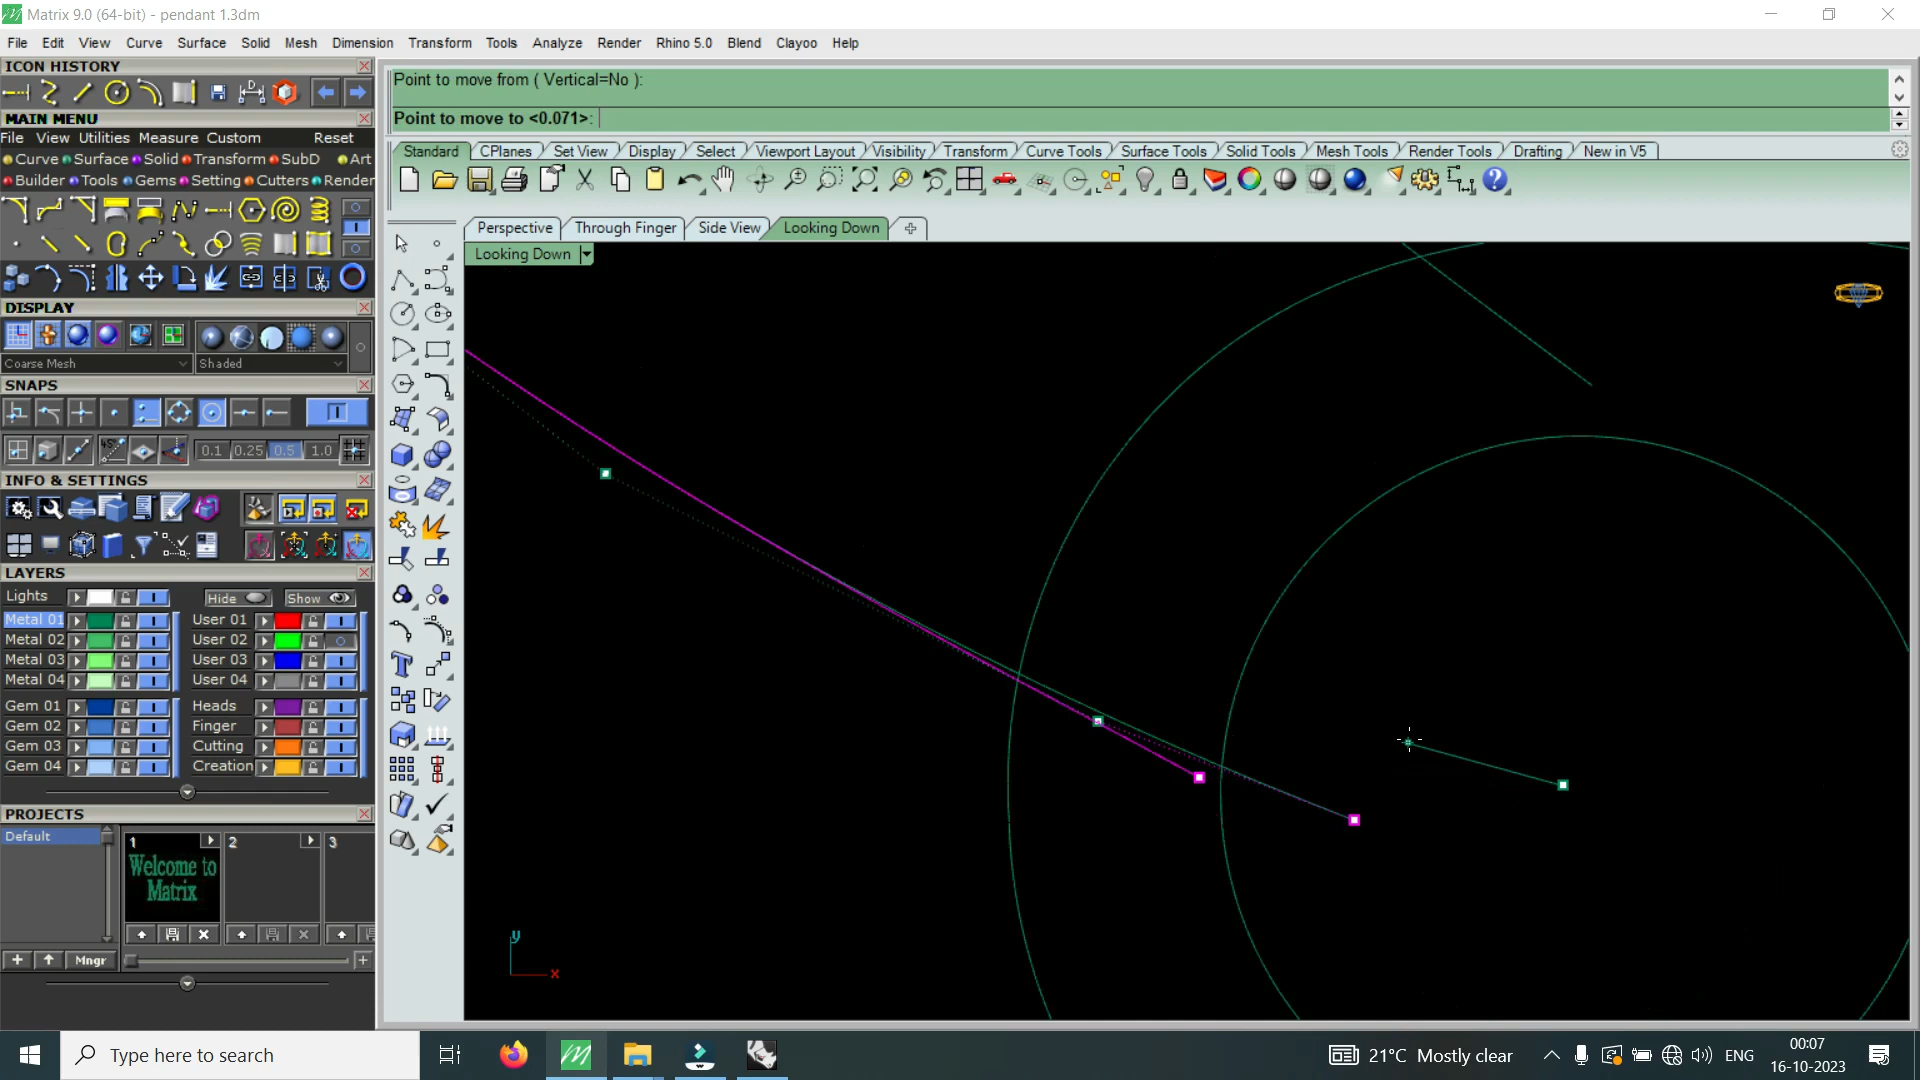 Matrix 9.0 (64-bit) - pendant 1.3dm
File Edit View Curve Surface Solid Mesh Dimension Transform Tools Analyze Render Rhino 5.0 Blend Clayoo Help
ICON HISTORY
MAIN MENU
File View Utilities Measure Custom Reset
Curve Surface Solid Transform SubD Art
Builder Tools Gems Setting Cutters Render
DISPLAY
Coarse Mesh Shaded
SNAPS
0.1 0.25 0.5 1.0
INFO & SETTINGS
LAYERS
Lights Hide Show
Metal 01 User 01
Metal 02 User 02
Metal 03 User 03
Metal 04 User 04
Gem 01 Heads
Gem 02 Finger
Gem 03 Cutting
Gem 04 Creation
PROJECTS
Default
1 2 3
Welcome to
Matrix
Mngr
Point to move from ( Vertical=No ):
Point to move to <0.071>:
Standard CPlanes Set View Display Select Viewport Layout Visibility Transform Curve Tools Surface Tools Solid Tools Mesh Tools Render Tools Drafting New in V5
Perspective Through Finger Side View Looking Down
Looking Down
y
x
Type here to search
21°C Mostly clear
ENG
00:07
16-10-2023